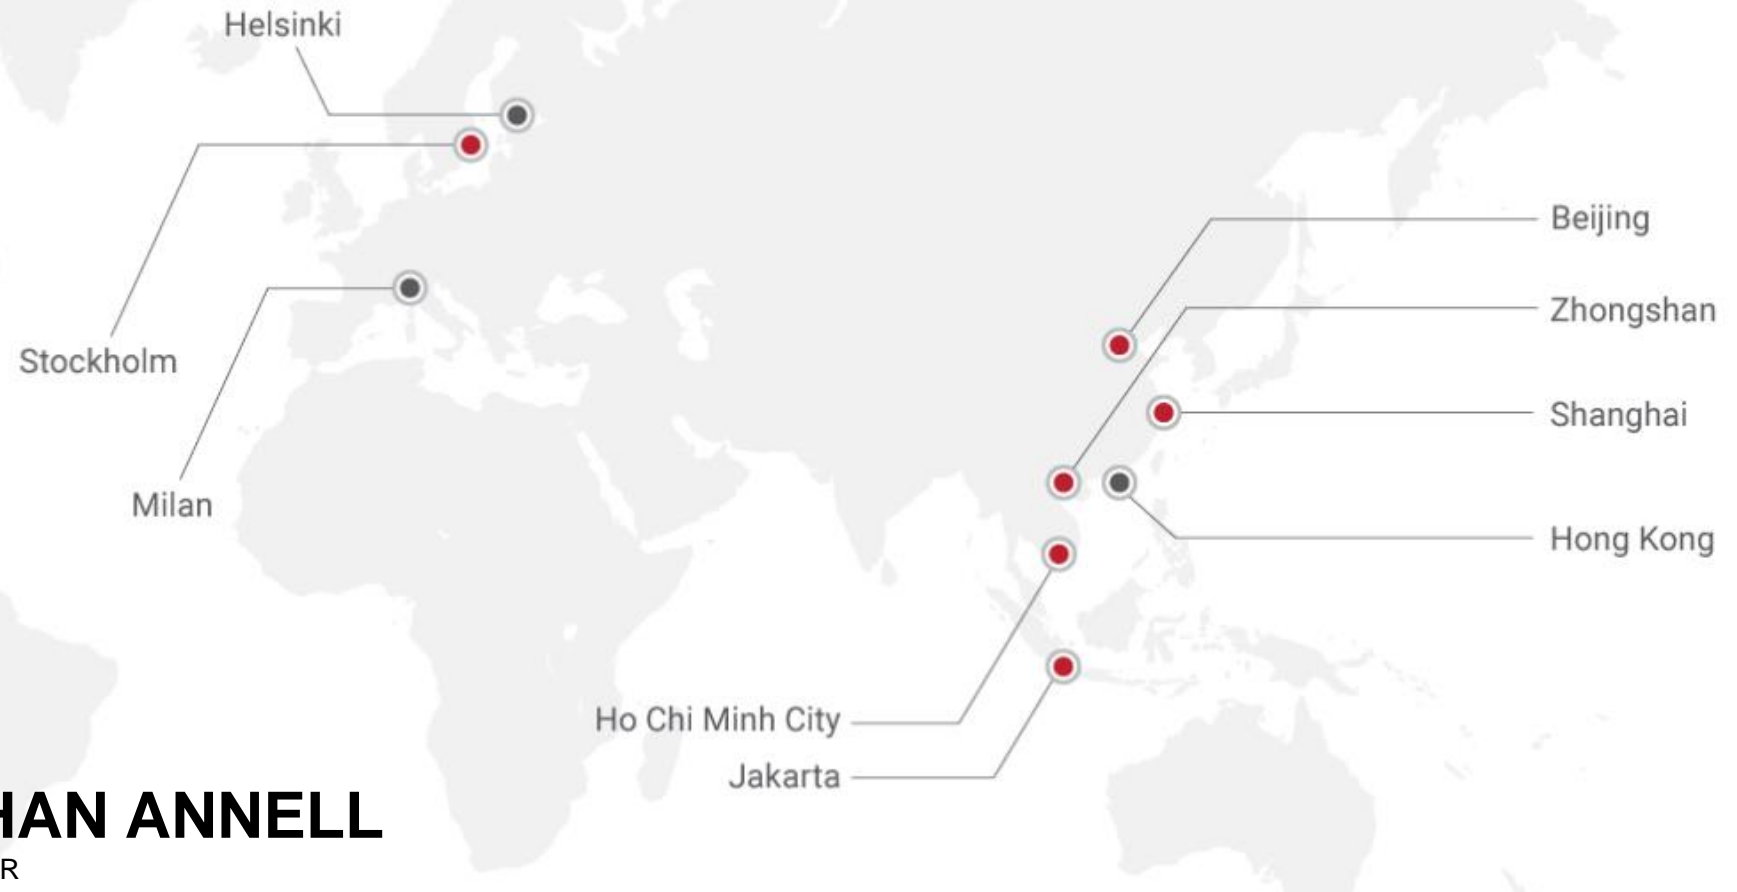 Helsinki
Beijing
Zhongshan
Stockholm
Shanghai
Milan
Hong Kong
Ho Chi Minh City
Jakarta
HAN ANNELL
R